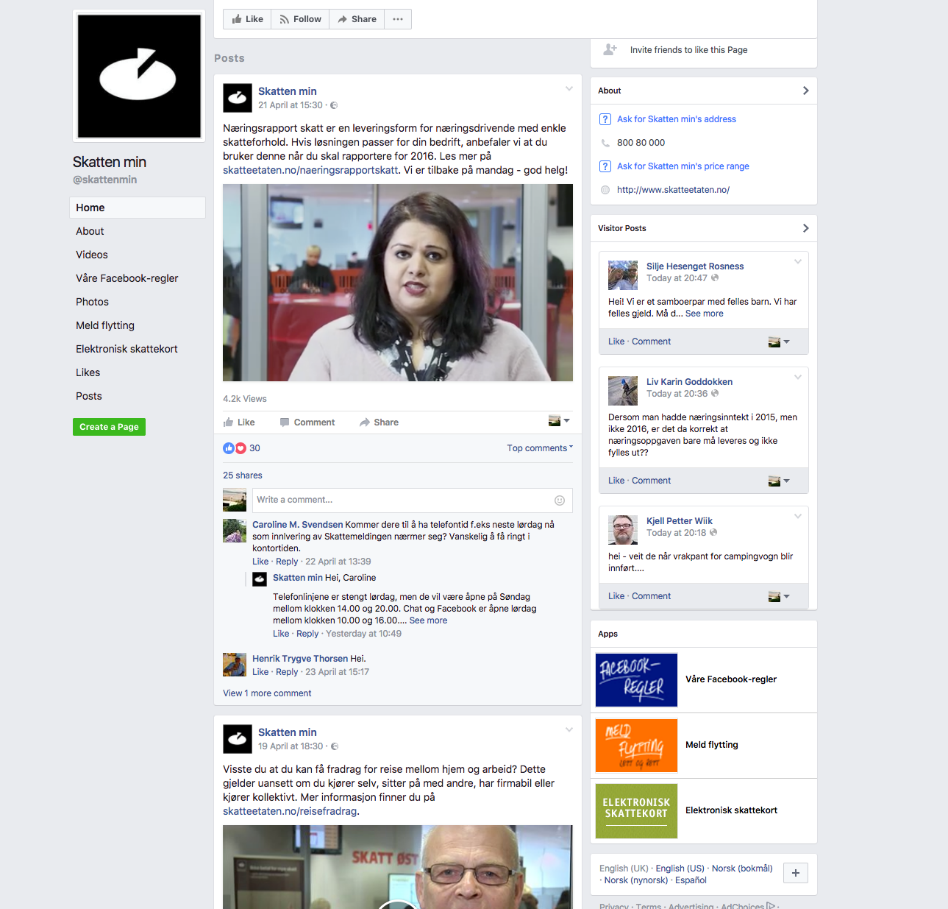 Like
Follow
Share
Skatten min
@skattenmin
Home
About
Videos
Våre Facebook-regler
Photos
Meld flytting
Elektronisk skattekort
Likes
Posts
Create a Page
Posts
Skatten min
21 April at 15:30 ·
Næringsrapport skatt er en leveringsform for næringsdrivende med enkle
skatteforhold. Hvis løsningen passer for din bedrift, anbefaler vi at du
bruker denne når du skal rapportere for 2016. Les mer på
skatteetaten.no/naeringsrapportskatt. Vi er tilbake på mandag - god helg!
4.2k Views
Like Comment Share
30 Top comments
25 shares
Write a comment...
Caroline M. Svendsen Kommer dere til å ha telefontid f.eks neste lørdag nå
som innlvering av Skattemeldingen nærmer seg? Vanskelig å få ringt i
kontortiden.
Like · Reply · 22 April at 13:39
Skatten min Hei, Caroline
Telefonlinjene er stengt lørdag, men de vil være åpne på Søndag
mellom klokken 14.00 og 20.00. Chat og Facebook er åpne lørdag
mellom klokken 10.00 og 16.00.... See more
Like · Reply · Yesterday at 10:49
Henrik Trygve Thorsen Hei.
Like · Reply · 23 April at 15:17
View 1 more comment
Skatten min
19 April at 18:30 ·
Visste du at du kan få fradrag for reise mellom hjem og arbeid? Dette
gjelder uansett om du kjører selv, sitter på med andre, har firmabil eller
kjører kollektivt. Mer informasjon finner du på
skatteetaten.no/reisefradrag.
SKATT ØST
Invite friends to like this Page
About
Ask for Skatten min's address
800 80 000
Ask for Skatten min's price range
http://www.skatteetaten.no/
Visitor Posts
Silje Hesenget Rosness
Today at 20:47
Hei! Vi er et samboerpar med felles barn. Vi har
felles gjeld. Må d... See more
Like · Comment
Liv Karin Goddokken
Today at 20:36
Dersom man hadde næringsinntekt i 2015, men
ikke 2016, er det da korrekt at
næringsoppgaven bare må leveres og ikke
fylles ut??
Like · Comment
Kjell Petter Wiik
Today at 20:18
hei - veit de når vrakpant for campingvogn blir
innført....
Like · Comment
Apps
FACEBOOK-
REGLER
Våre Facebook-regler
MELD
FLYTTING
LETT OG RETT
Meld flytting
ELEKTRONISK
SKATTEKORT
Elektronisk skattekort
English (UK) · English (US) · Norsk (bokmål)
· Norsk (nynorsk) · Español
Privacy · Terms · Advertising · AdChoices ·